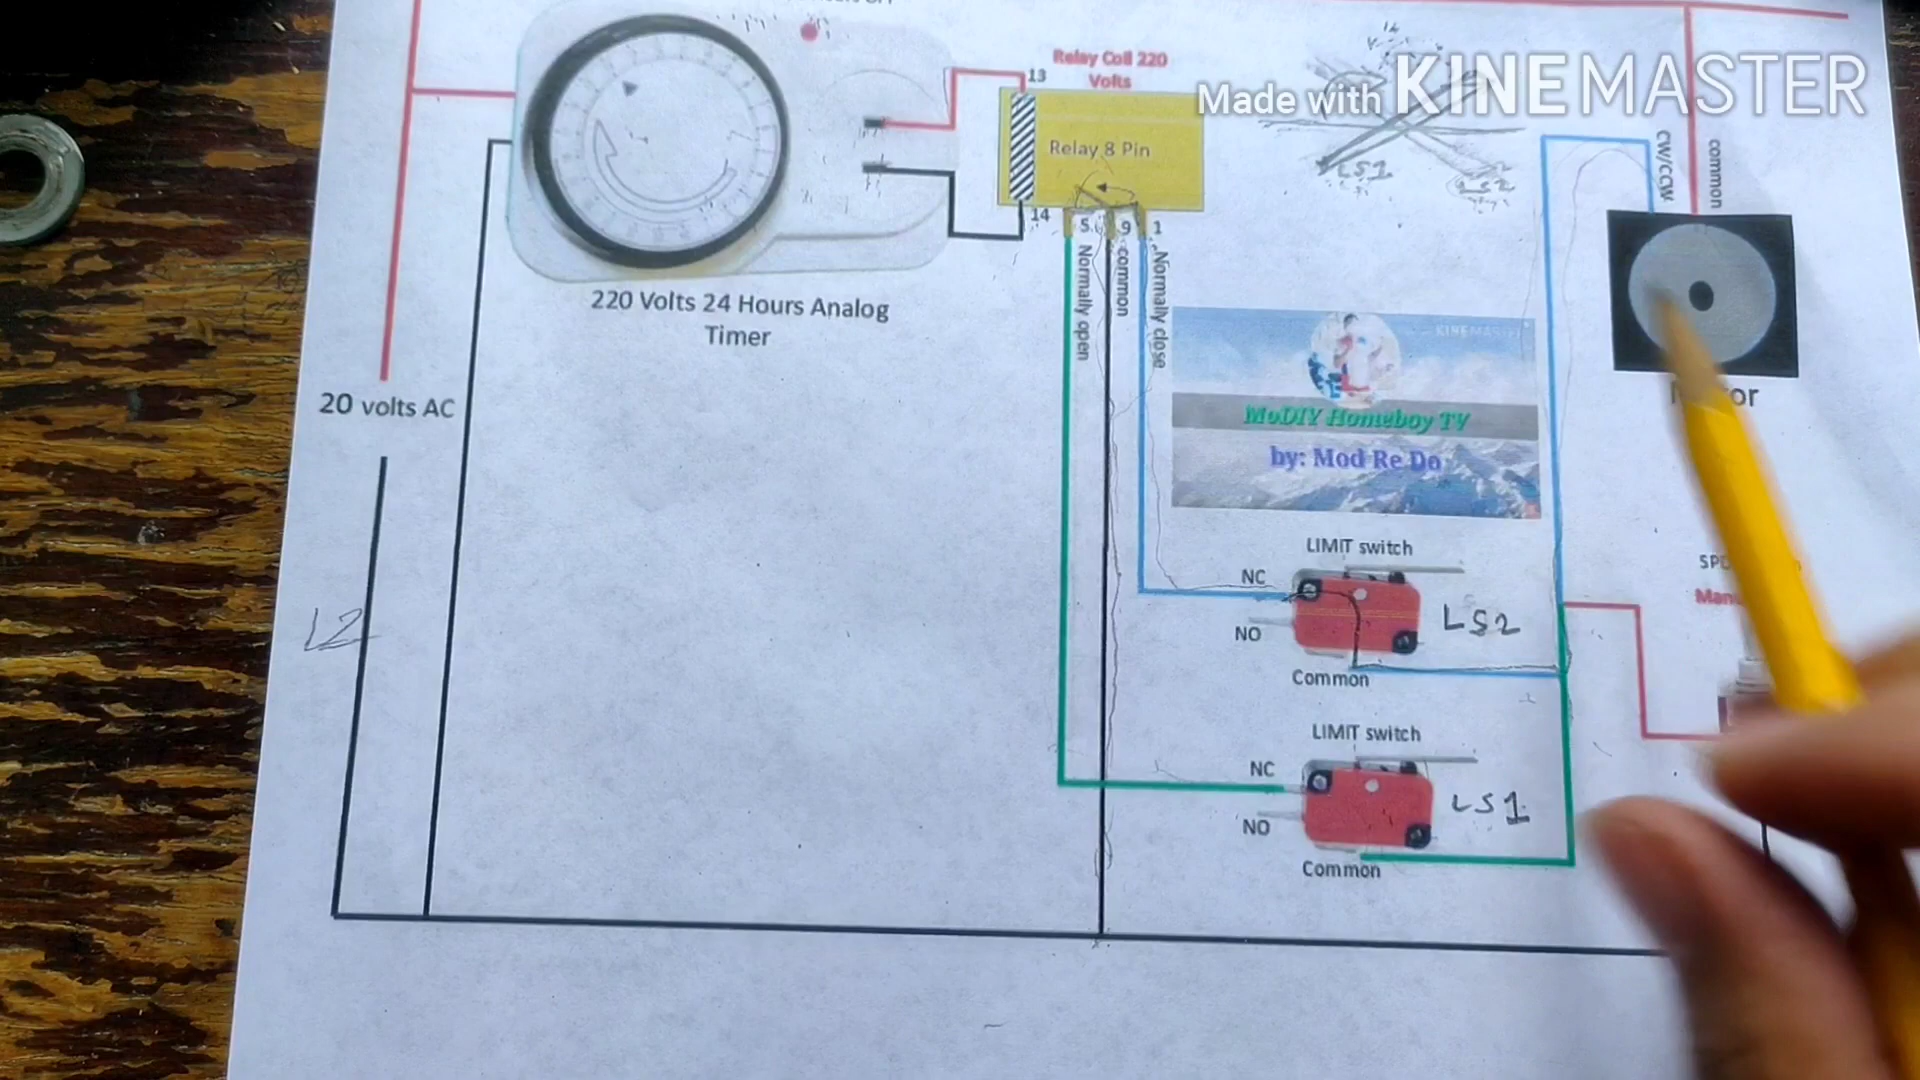 Relay Coil 220
Volts
Made with KINEMASTER
13
Relay 8 Pin
14
5
9
1
Normally open
common
Normally close
CW/CCW
common
LS1
LS2
220 Volts 24 Hours Analog
Timer
20 volts AC
L2
KINEMASTER
MoDIY Homeboy TV
by: Mod Re Do
LIMIT switch
NC
NO
LS2
Common
LIMIT switch
NC
NO
LS1
Common